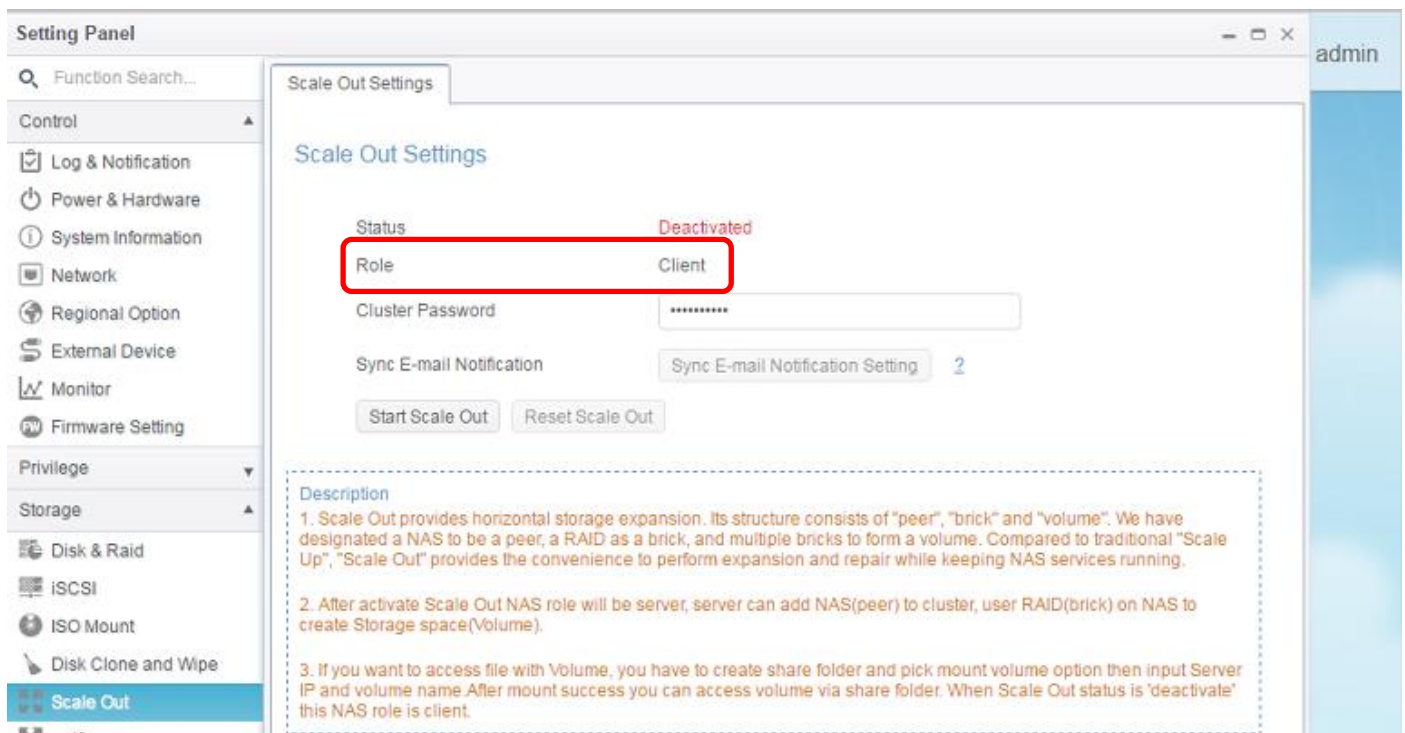 Setting Panel
admin
Function Search...
Control
Log & Notification
Power & Hardware
System Information
Network
Regional Option
External Device
Monitor
Firmware Setting
Privilege
Storage
Disk & Raid
iSCSI
ISO Mount
Disk Clone and Wipe
Scale Out
Scale Out Settings
Scale Out Settings
Status Deactivated
Role Client
Cluster Password ••••••••••
Sync E-mail Notification Sync E-mail Notification Setting ?
Start Scale Out Reset Scale Out
Description
1. Scale Out provides horizontal storage expansion. Its structure consists of "peer", "brick" and "volume". We have
designated a NAS to be a peer, a RAID as a brick, and multiple bricks to form a volume. Compared to traditional "Scale
Up", "Scale Out" provides the convenience to perform expansion and repair while keeping NAS services running.
2. After activate Scale Out NAS role will be server, server can add NAS(peer) to cluster, user RAID(brick) on NAS to
create Storage space(Volume).
3. If you want to access file with Volume, you have to create share folder and pick mount volume option then input Server
IP and volume name.After mount success you can access volume via share folder. When Scale Out status is 'deactivate'
this NAS role is client.